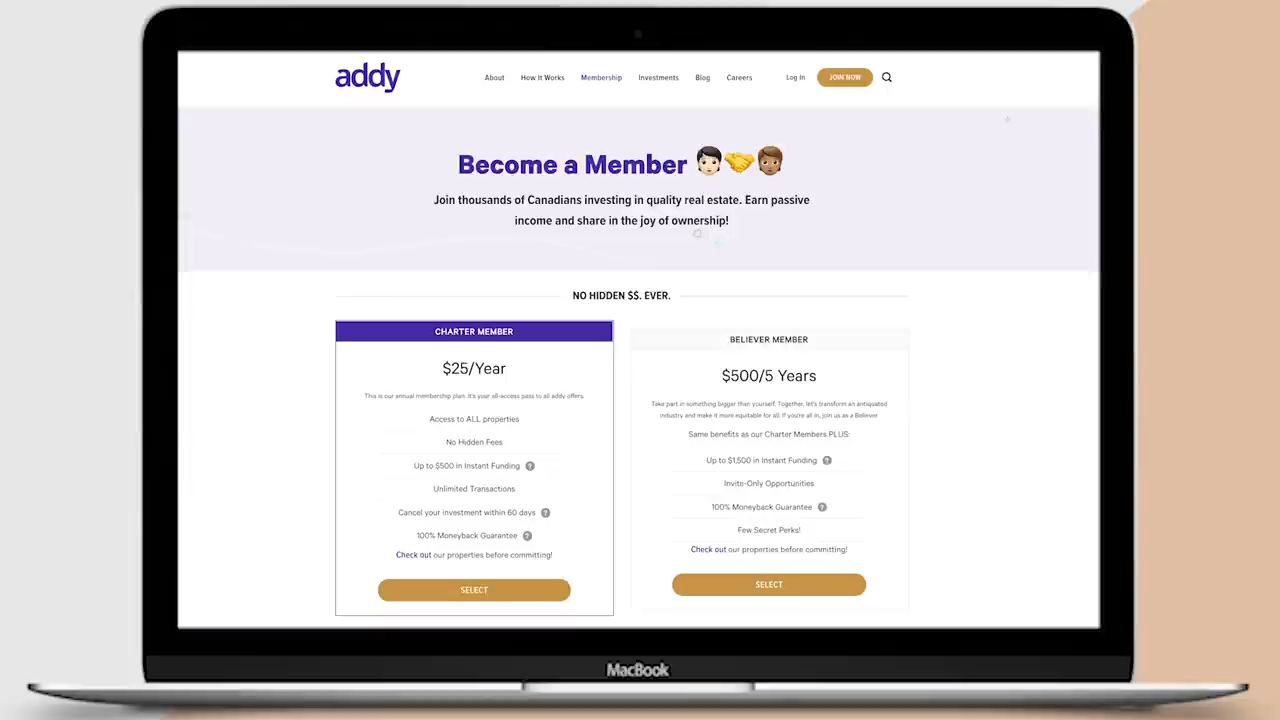 addy
About How It Works Membership Investments Blog Careers Log In JOIN NOW
Become a Member
Join thousands of Canadians investing in quality real estate. Earn passive
income and share in the joy of ownership!
NO HIDDEN $$. EVER.
CHARTER MEMBER
$25/Year
This is our annual membership plan. It's your all-access pass to all addy offers.
Access to ALL properties
No Hidden Fees
Up to $500 in Instant Funding ?
Unlimited Transactions
Cancel your investment within 60 days ?
100% Moneyback Guarantee ?
Check out our properties before committing!
SELECT
BELIEVER MEMBER
$500/5 Years
Take part in something bigger than yourself. Together, let's transform an antiquated
industry and make it more equitable for all. If you're all in, join us as a Believer
Same benefits as our Charter Members PLUS:
Up to $1,500 in Instant Funding ?
Invite-Only Opportunities
100% Moneyback Guarantee ?
Few Secret Perks!
Check out our properties before committing!
SELECT
MacBook